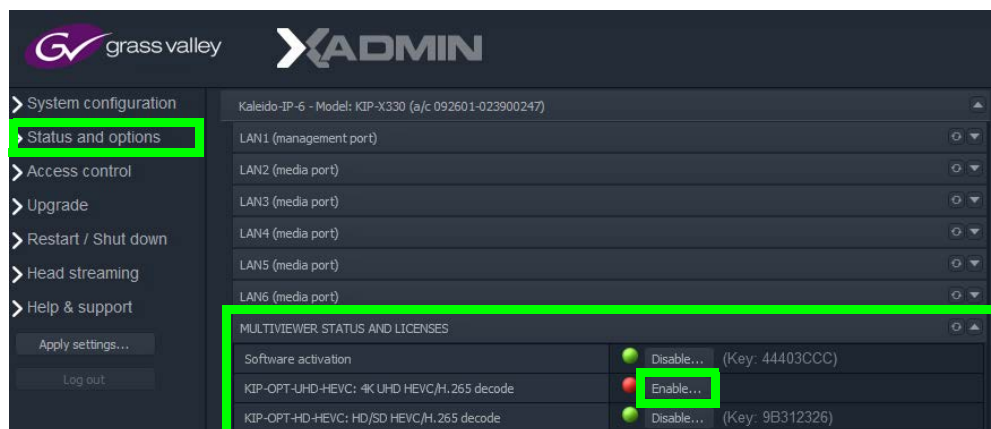 grass valley
XADMIN
System configuration
Status and options
Access control
Upgrade
Restart / Shut down
Head streaming
Help & support
Apply settings...
Log out
Kaleido-IP-6 - Model: KIP-X330 (a/c 092601-023900247)
LAN1 (management port)
LAN2 (media port)
LAN3 (media port)
LAN4 (media port)
LAN5 (media port)
LAN6 (media port)
MULTIVIEWER STATUS AND LICENSES
Software activation Disable... (Key: 44403CCC)
KIP-OPT-UHD-HEVC: 4K UHD HEVC/H.265 decode Enable...
KIP-OPT-HD-HEVC: HD/SD HEVC/H.265 decode Disable... (Key: 9B312326)